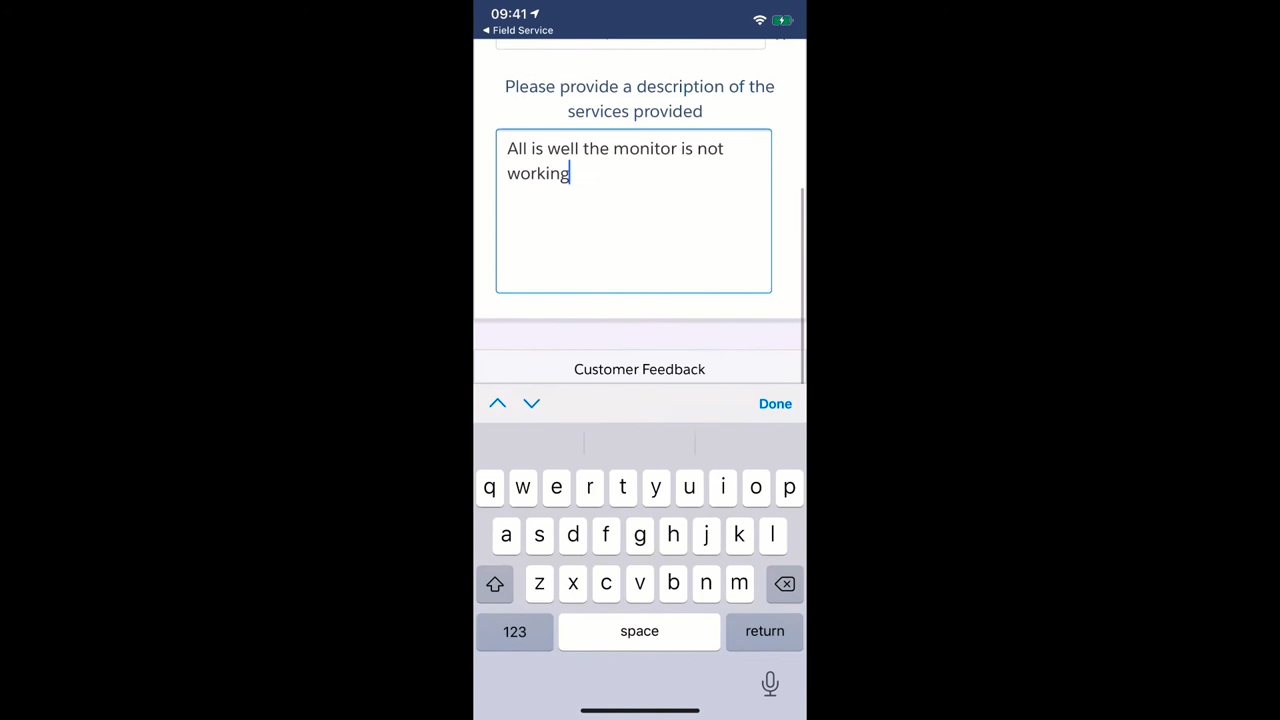 09:41
Field Service
Please provide a description of the
services provided
All is well the monitor is not
working
Customer Feedback
Done
q w e r t y u i o p
a s d f g h j k l
z x c v b n m
123 space return